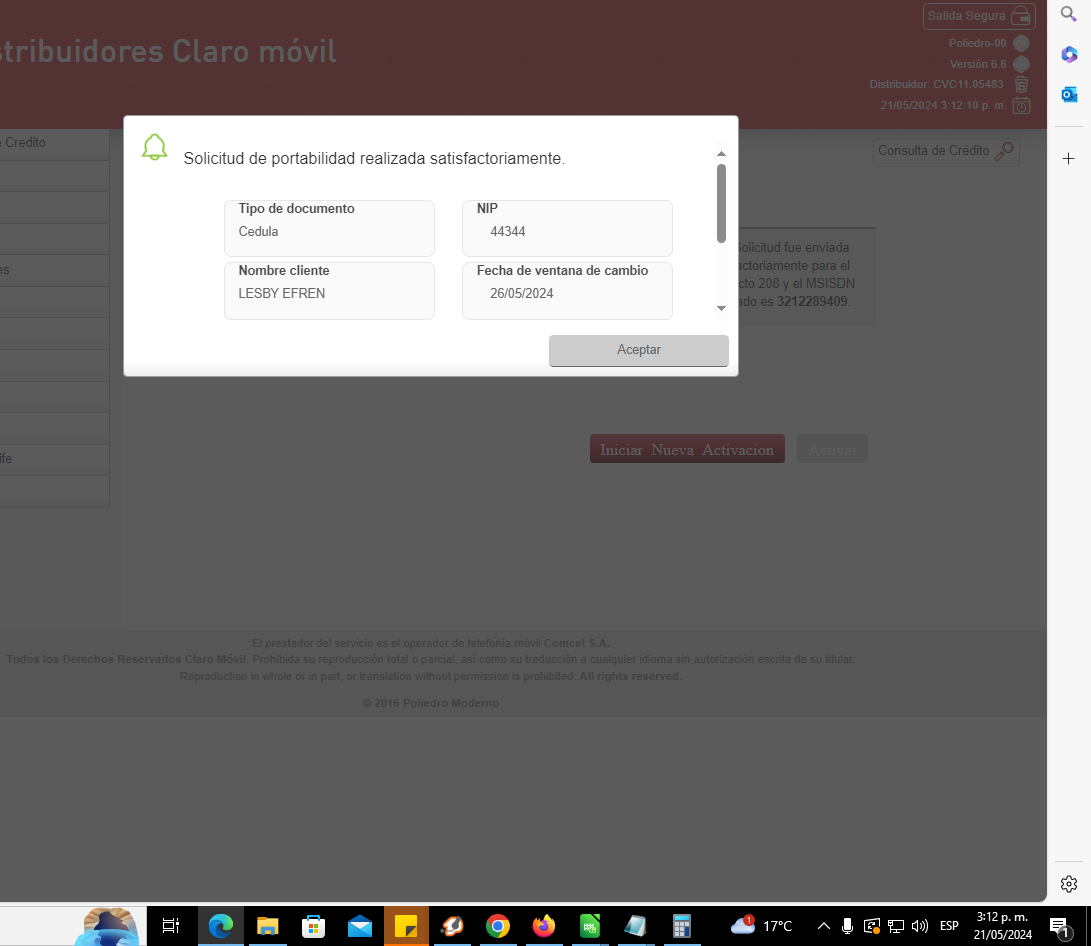 Salida Segura
stribuidores Claro móvil
Poliedro-00
Versión 6.6
Distribuidor: CVC11.05483
21/05/2024 3:12:10 p. m.
Credito
Consulta de Crédito
Solicitud de portabilidad realizada satisfactoriamente.
Tipo de documento
Cedula
NIP
44344
Nombre cliente
LESBY EFREN
Fecha de ventana de cambio
26/05/2024
Aceptar
Solicitud fue enviada
actoriamente para el
cto 208 y el MSISDN
ado es 3212289409.
es
ife
Iniciar Nueva Activacion
Activar
El prestador del servicio es el operador de telefonía móvil Comcel S.A.
Todos los Derechos Reservados Claro Móvil. Prohibida su reproducción total o parcial, así como su traducción a cualquier idioma sin autorización escrita de su titular.
Reproduction in whole or in part, or translation without permission is prohibited. All rights reserved.
© 2016 Poliedro Moderno
1
17°C
ESP
3:12 p. m.
21/05/2024
1